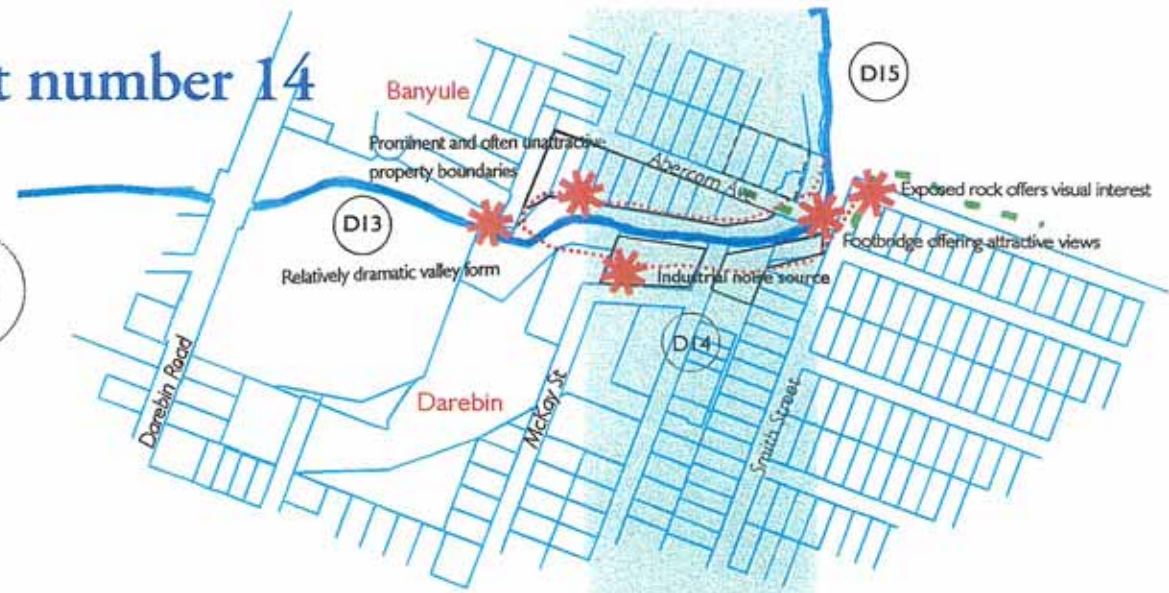 t number 14
Banyule
D15
Prominent and often unattractive
property boundaries
Abercorn A
Exposed rock offers visual interest
D13
Footbridge offering attractive views
Relatively dramatic valley form
Industrial noise source
D14
Darebin Road
Darebin
McKay St
Smith Street